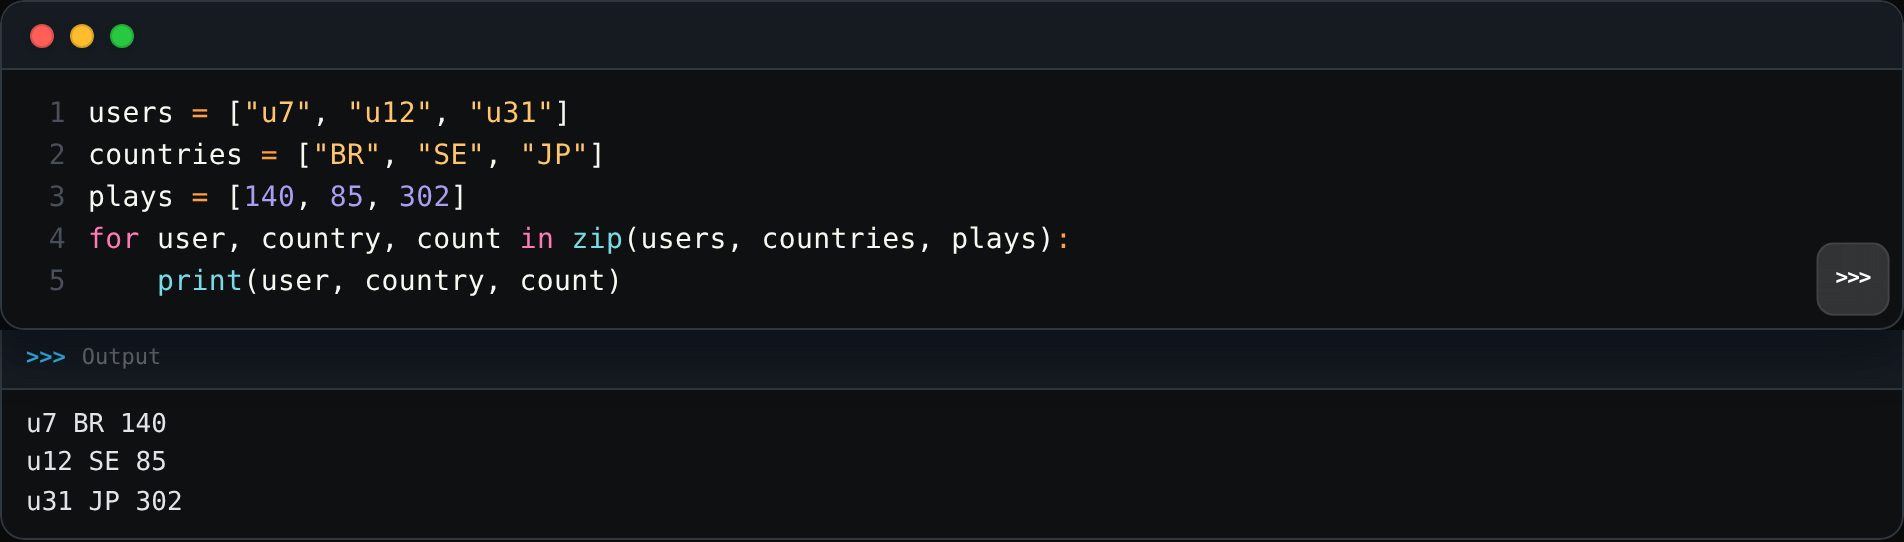 1 users = ["u7", "u12", "u31"]
2 countries = ["BR", "SE", "JP"]
3 plays = [140, 85, 302]
4 for user, country, count in zip(users, countries, plays):
5     print(user, country, count)
>>>
>>> Output
u7 BR 140
u12 SE 85
u31 JP 302